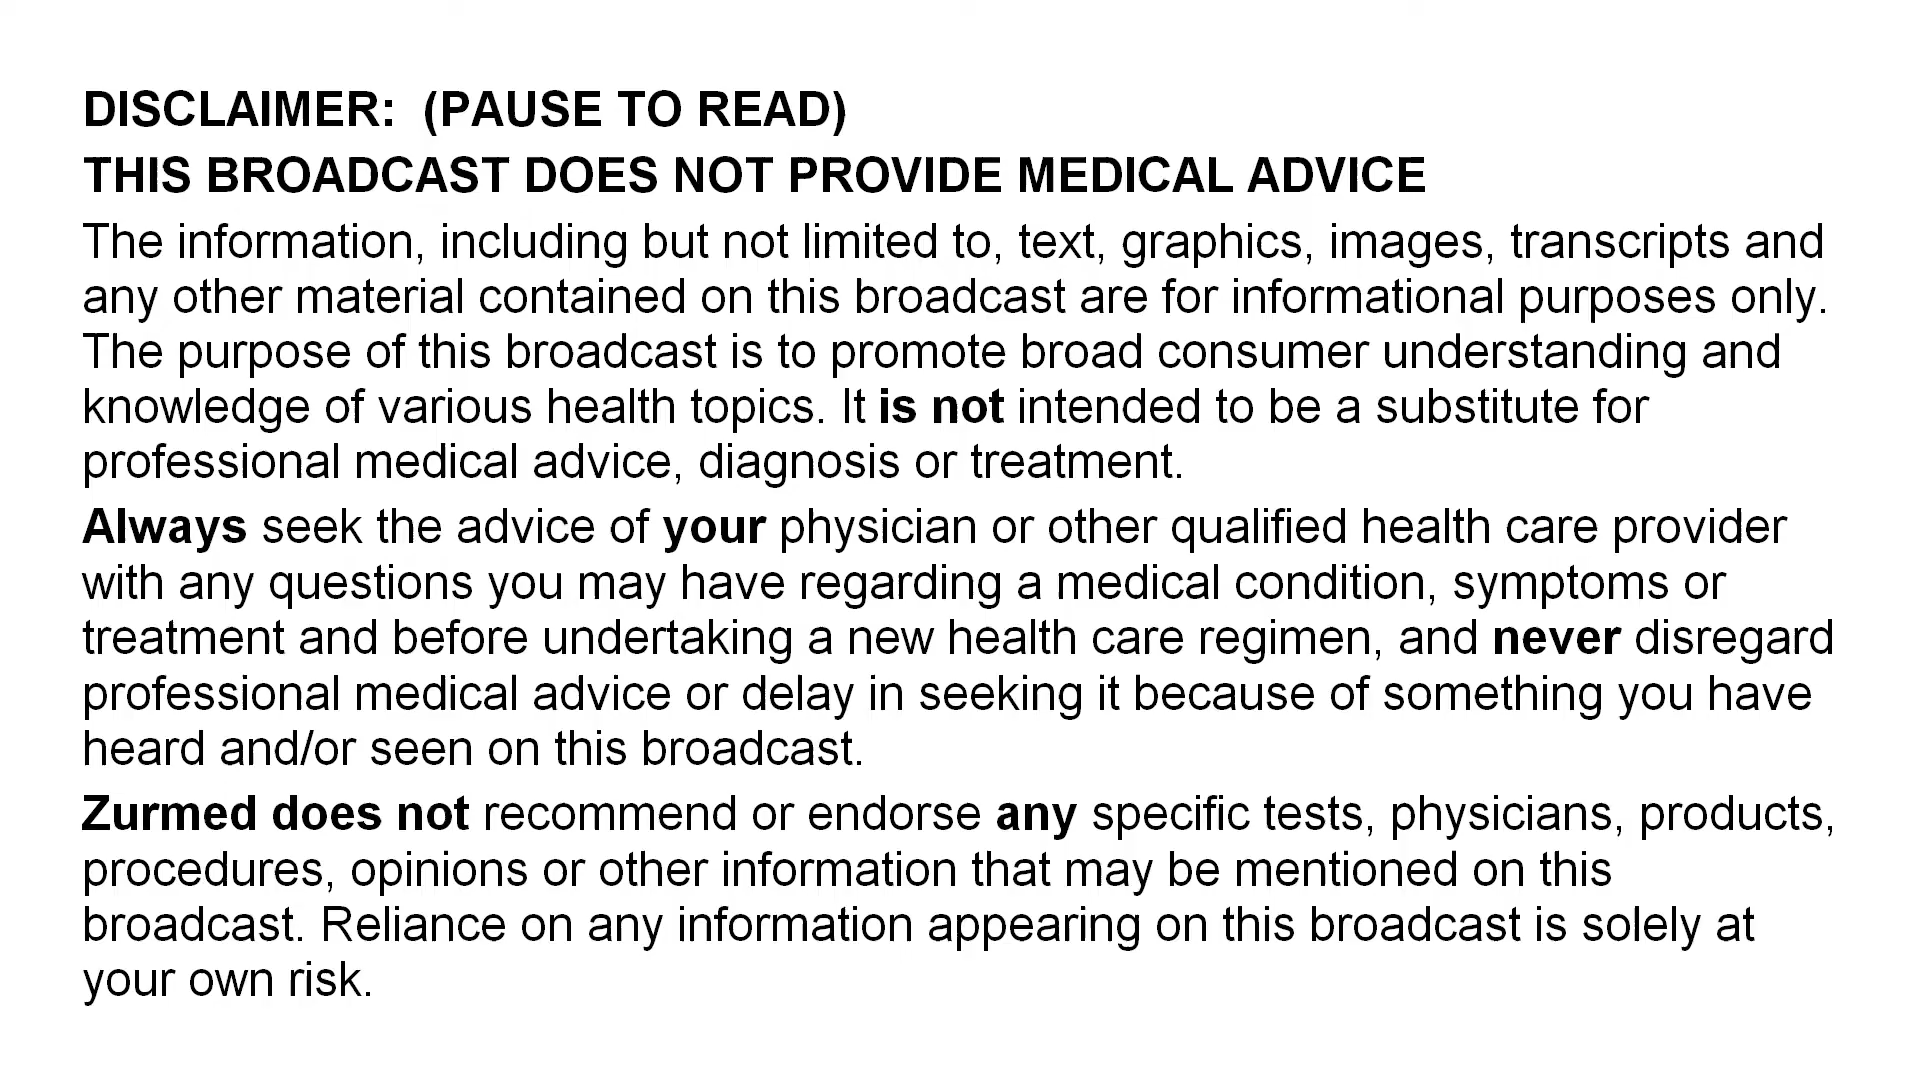 DISCLAIMER:  (PAUSE TO READ)
THIS BROADCAST DOES NOT PROVIDE MEDICAL ADVICE
The information, including but not limited to, text, graphics, images, transcripts and
any other material contained on this broadcast are for informational purposes only.
The purpose of this broadcast is to promote broad consumer understanding and
knowledge of various health topics. It is not intended to be a substitute for
professional medical advice, diagnosis or treatment.
Always seek the advice of your physician or other qualified health care provider
with any questions you may have regarding a medical condition, symptoms or
treatment and before undertaking a new health care regimen, and never disregard
professional medical advice or delay in seeking it because of something you have
heard and/or seen on this broadcast.
Zurmed does not recommend or endorse any specific tests, physicians, products,
procedures, opinions or other information that may be mentioned on this
broadcast. Reliance on any information appearing on this broadcast is solely at
your own risk.